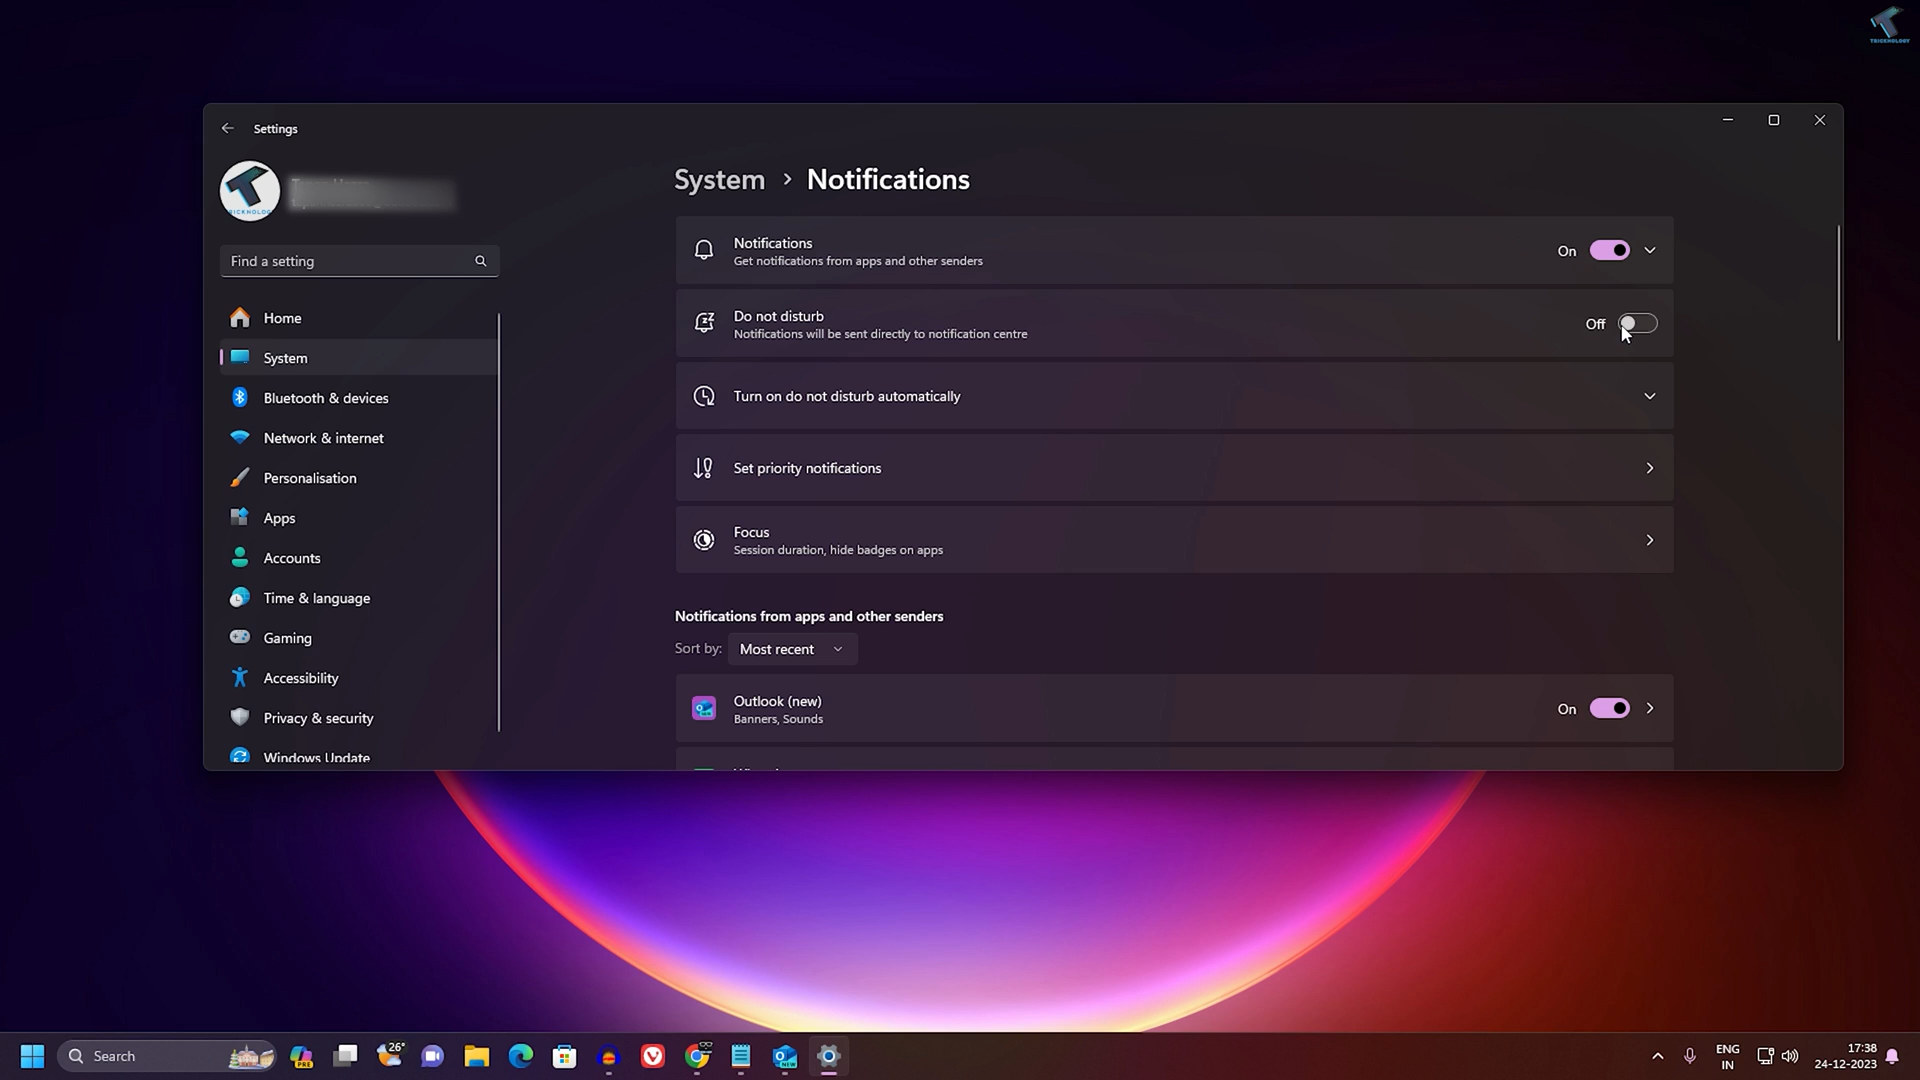 TRICKNOLOGY
Settings
TRICKNOLOGY
Find a setting
Home
System
Bluetooth & devices
Network & internet
Personalisation
Apps
Accounts
Time & language
Gaming
Accessibility
Privacy & security
Windows Update
System › Notifications
Notifications
Get notifications from apps and other senders
On
Do not disturb
Notifications will be sent directly to notification centre
Off
Turn on do not disturb automatically
Set priority notifications
Focus
Session duration, hide badges on apps
Notifications from apps and other senders
Sort by: Most recent
Outlook (new)
Banners, Sounds
On
Search
PRE
26°
NEW
ENG
IN
17:38
24-12-2023